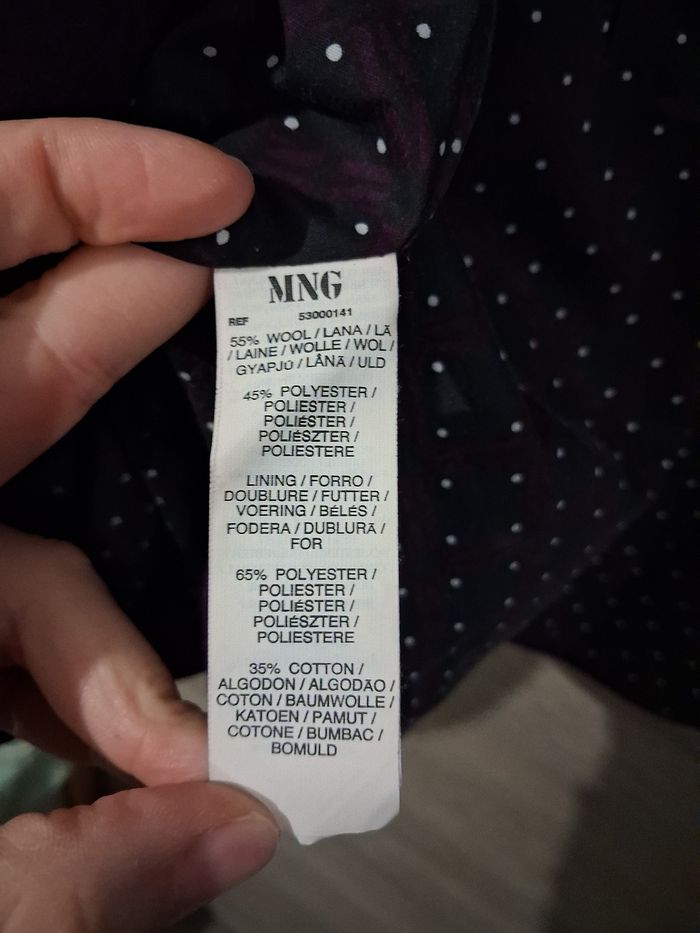 MNG
REF 53000141
55% WOOL / LANA / LÃ
/ LAINE / WOLLE / WOL /
GYAPJÚ / LÂNĂ / ULD
45% POLYESTER /
POLIESTER /
POLIÉSTER /
POLIÉSZTER /
POLIESTERE
LINING / FORRO /
DOUBLURE / FUTTER /
VOERING / BÉLÉS /
FODERA / DUBLURĂ /
FOR
65% POLYESTER /
POLIESTER /
POLIÉSTER /
POLIÉSZTER /
POLIESTERE
35% COTTON /
ALGODON / ALGODÃO /
COTON / BAUMWOLLE /
KATOEN / PAMUT /
COTONE / BUMBAC /
BOMULD